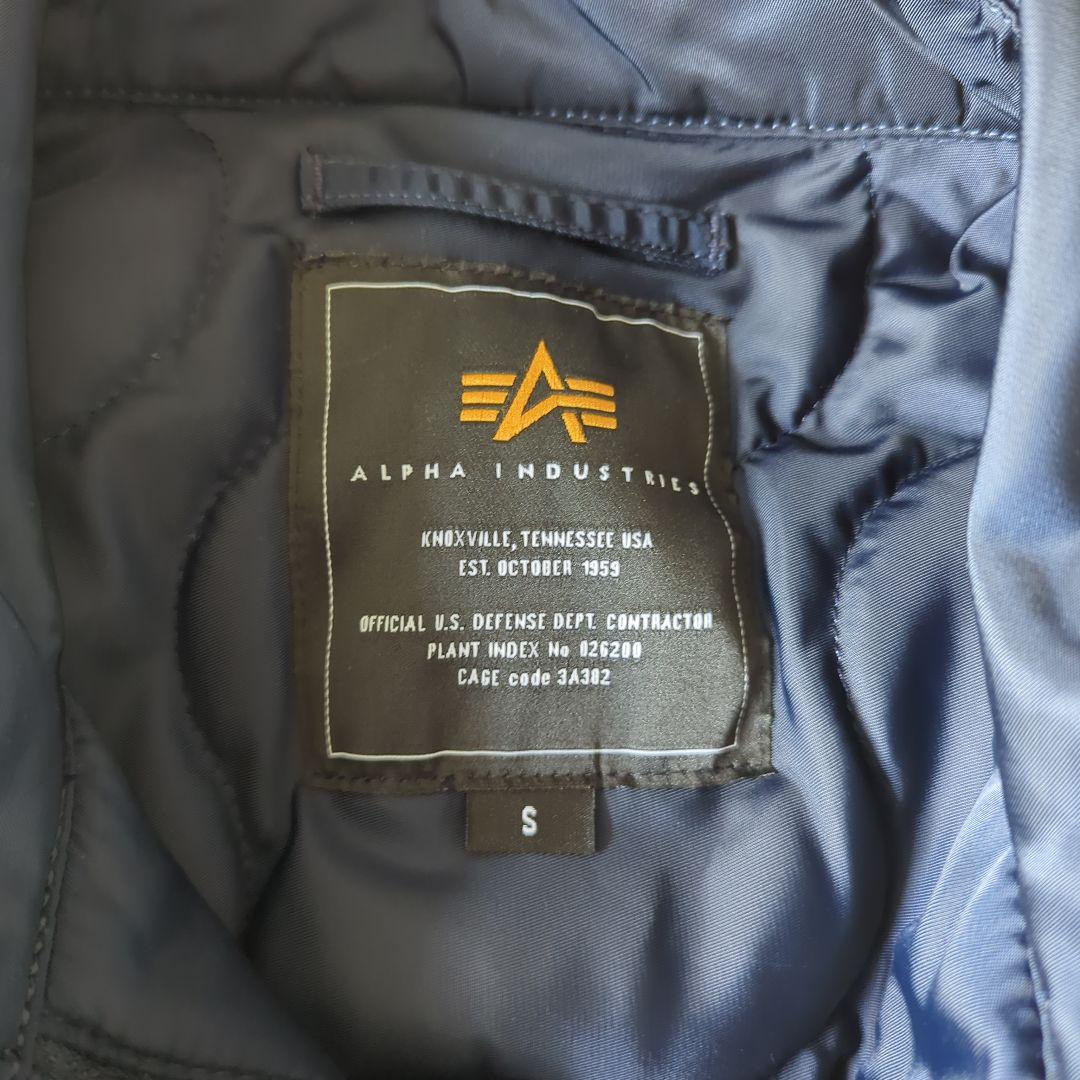 ALPHA INDUSTRIES
KNOXVILLE, TENNESSEE USA
EST. OCTOBER 1959
OFFICIAL U.S. DEFENSE DEPT. CONTRACTOR
PLANT INDEX No 026200
CAGE code 3A382
S